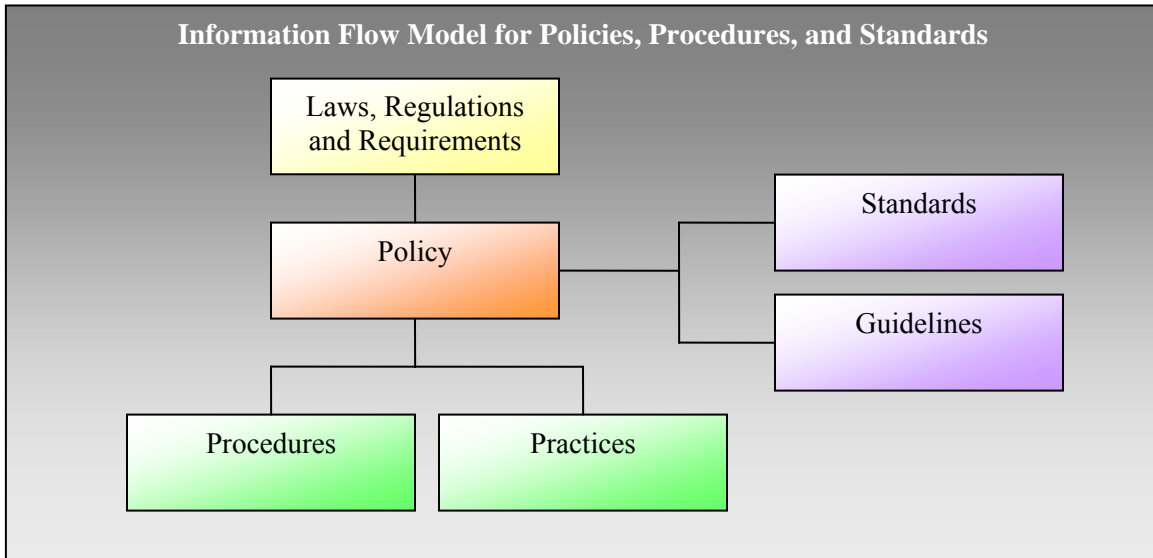 Information Flow Model for Policies, Procedures, and Standards
Laws, Regulations
and Requirements
Policy
Standards
Guidelines
Procedures
Practices